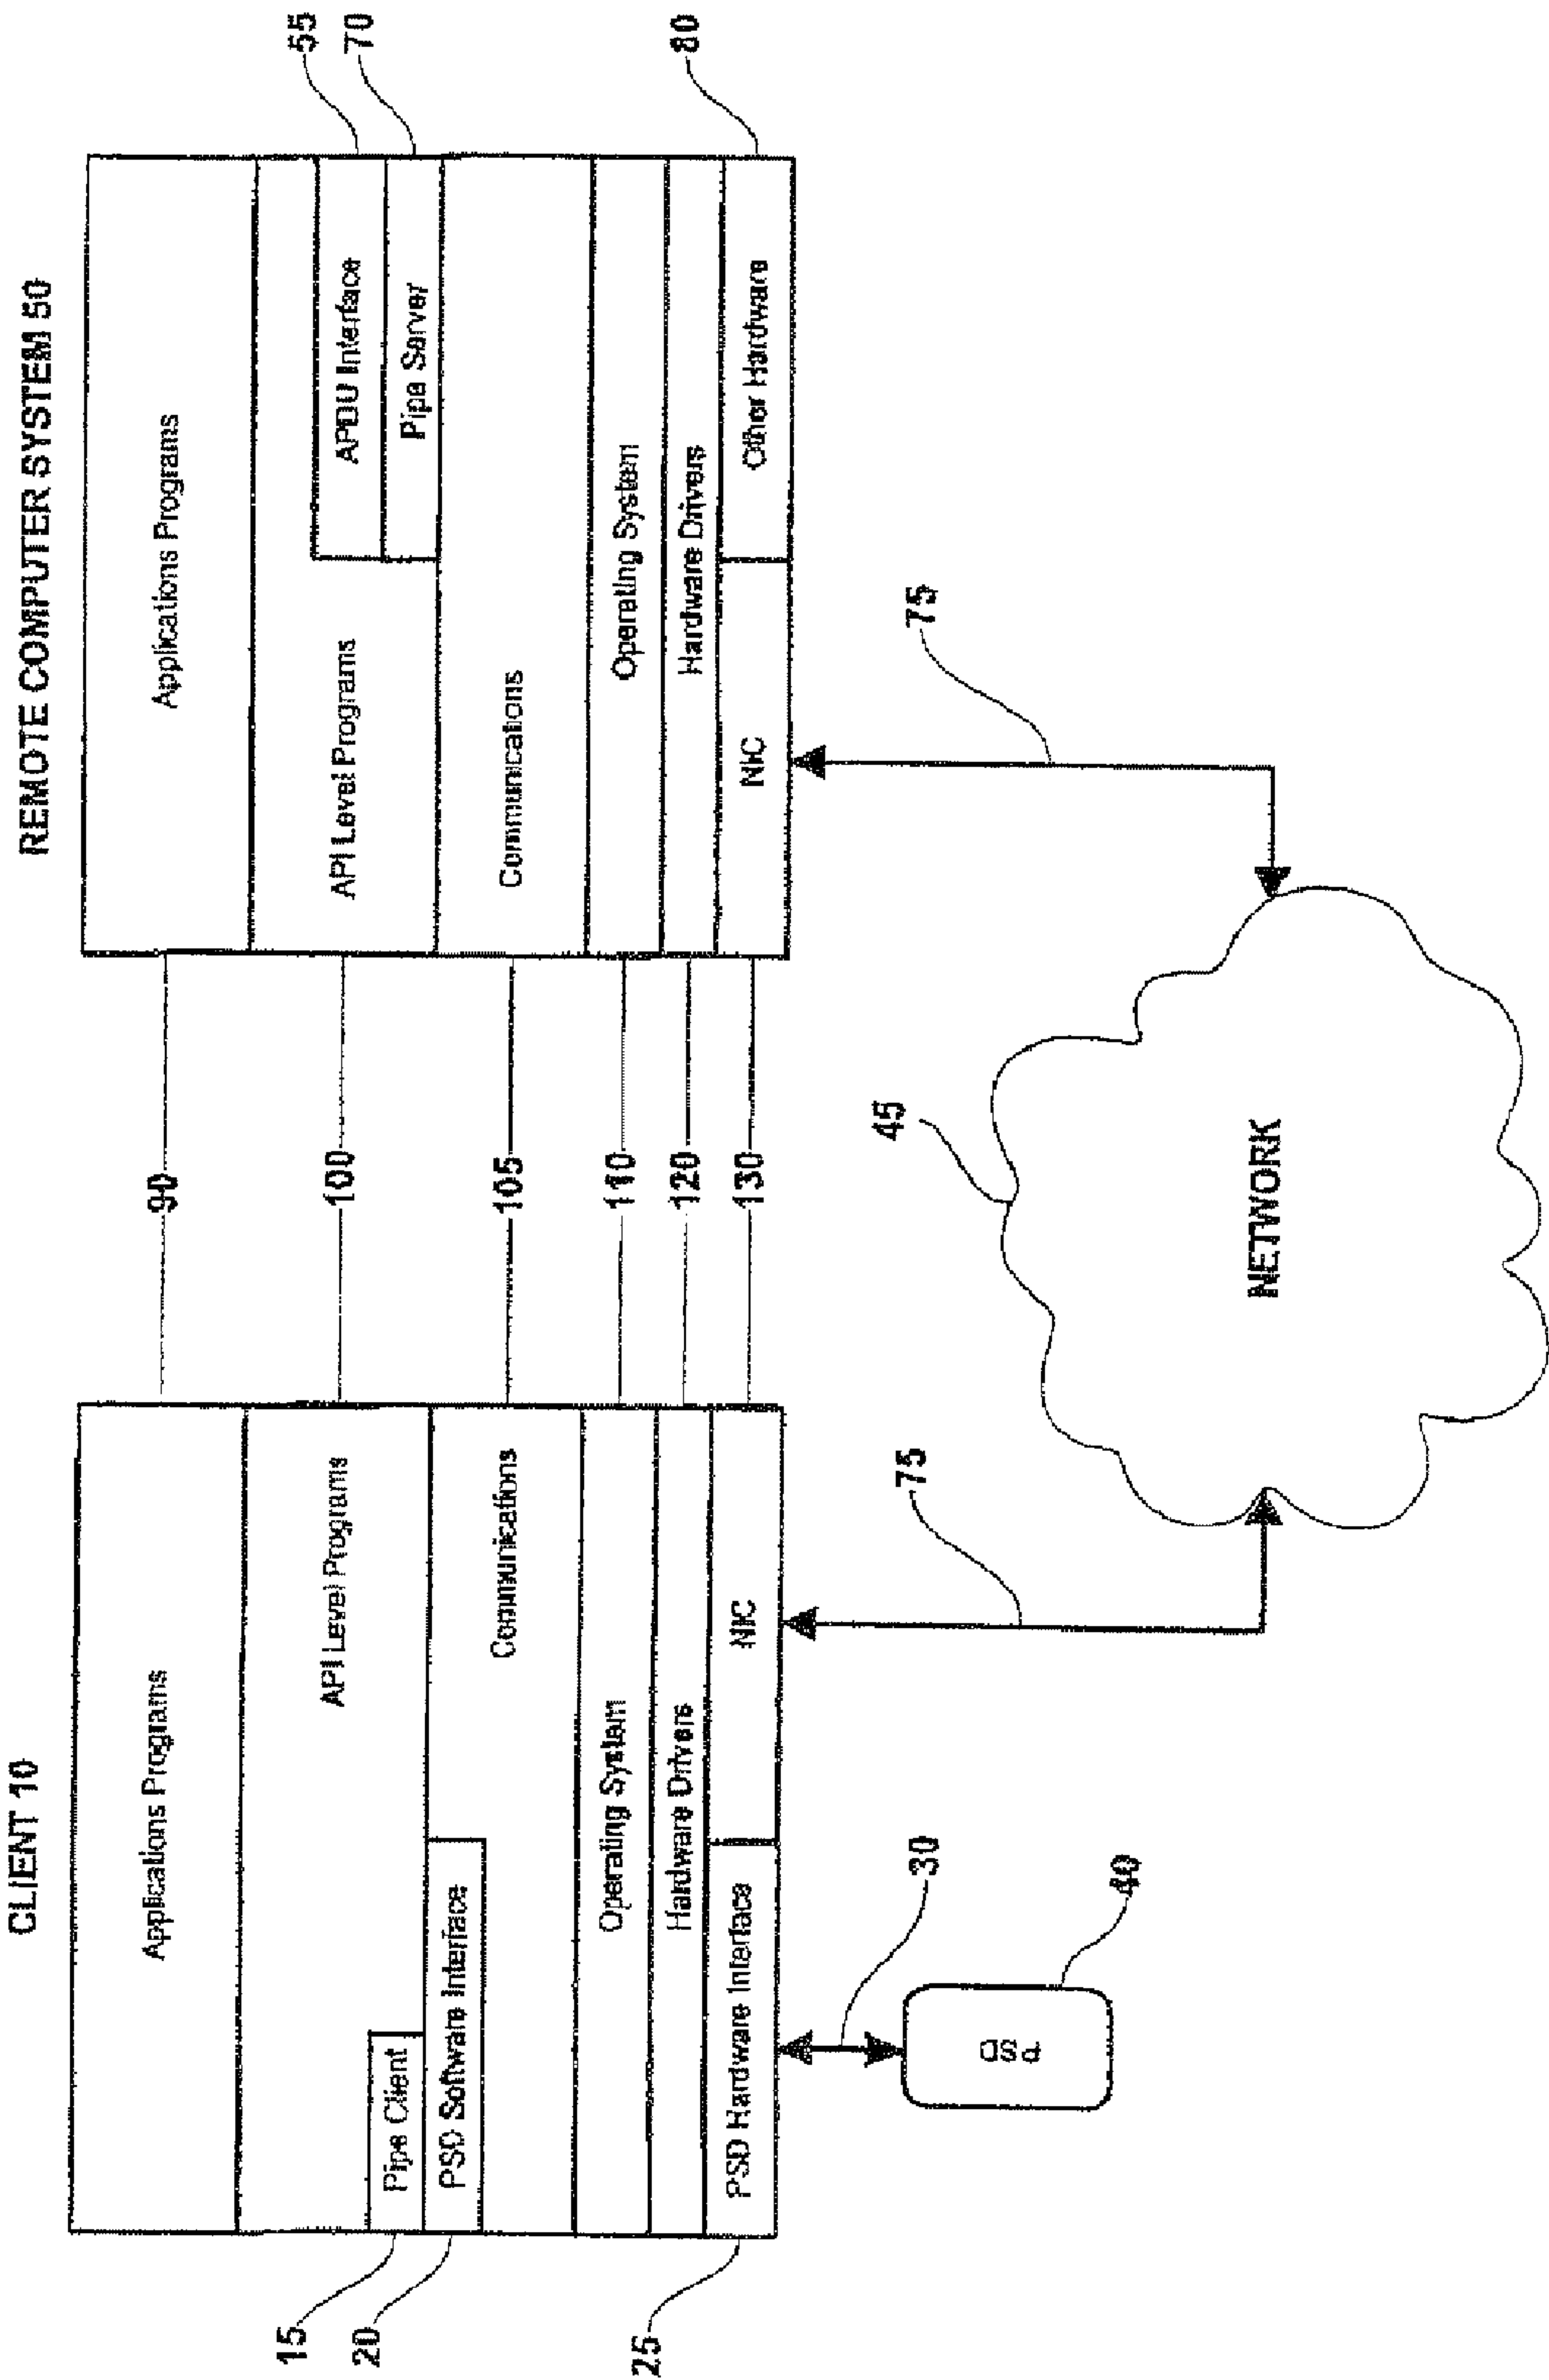 CLIENT 10
REMOTE COMPUTER SYSTEM 50
Applications Programs
90
Applications Programs
API Level Programs
100
API Level Programs
APDU Interface
55
Pipe Client
15
Pipe Server
70
PSD Software Interface
20
Communications
105
Communications
Operating System
110
Operating System
Hardware Drivers
120
Hardware Drivers
PSD Hardware Interface
25
NIC
130
NIC
Other Hardware
80
30
75
75
PSD
40
45
NETWORK